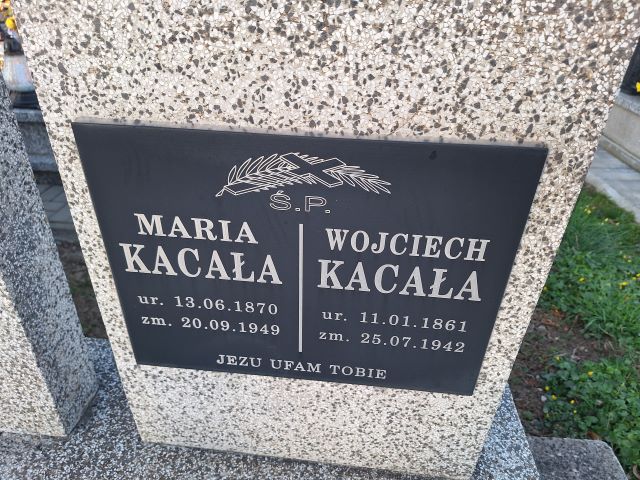 Ś.P.
MARIA
KACAŁA
ur. 13.06.1870
zm. 20.09.1949
WOJCIECH
KACAŁA
ur. 11.01.1861
zm. 25.07.1942
JEZU UFAM TOBIE